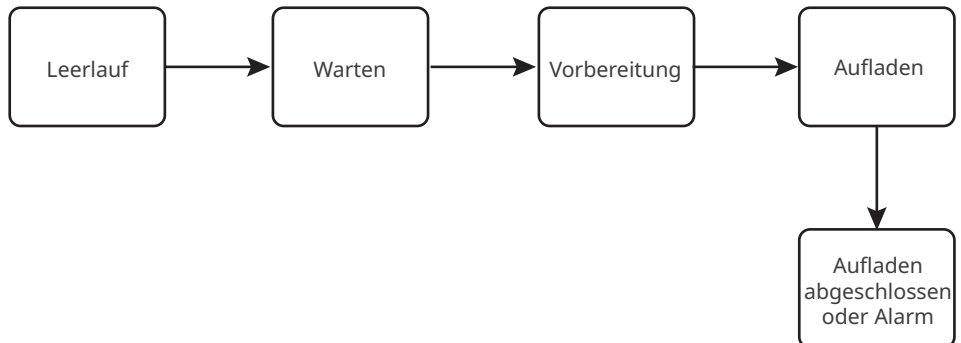 Leerlauf
Warten
Vorbereitung
Aufladen
Aufladen
abgeschlossen
oder Alarm